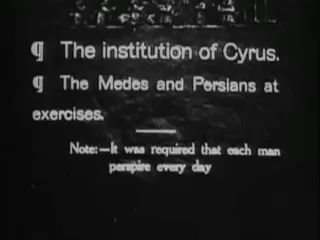 ¶ The institution of Cyrus.
¶ The Medes and Persians at
exercises.
Note:—It was required that each man
perspire every day